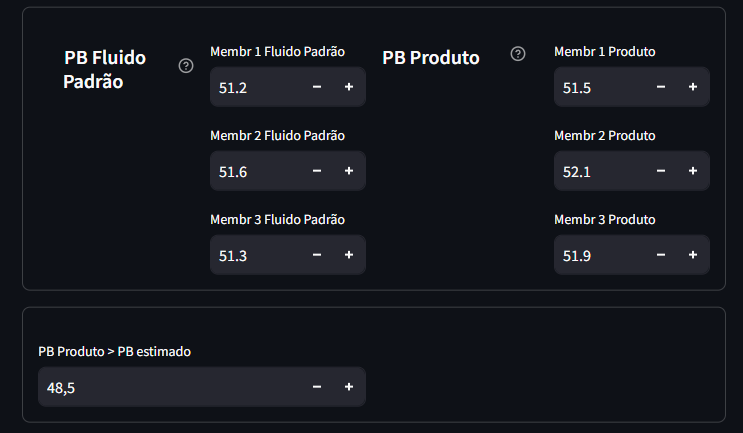 PB Fluido
Padrão
Membr 1 Fluido Padrão
51.2
Membr 2 Fluido Padrão
51.6
Membr 3 Fluido Padrão
51.3
PB Produto
Membr 1 Produto
51.5
Membr 2 Produto
52.1
Membr 3 Produto
51.9
PB Produto > PB estimado
48,5